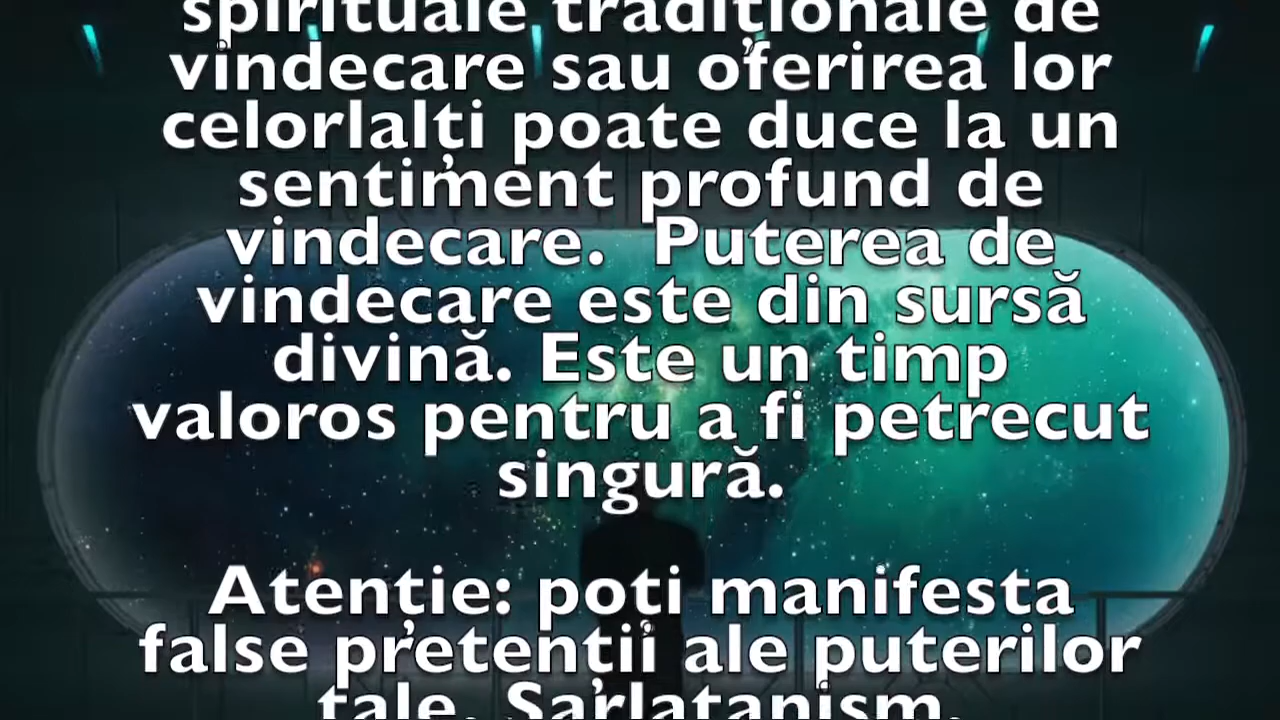 spirituale tradiționale de
vindecare sau oferirea lor
celorlalți poate duce la un
sentiment profund de
vindecare.  Puterea de
vindecare este din sursă
divină. Este un timp
valoros pentru a fi petrecut
singură.
Atenție: poți manifesta
false pretenții ale puterilor
tale. Șarlatanism.